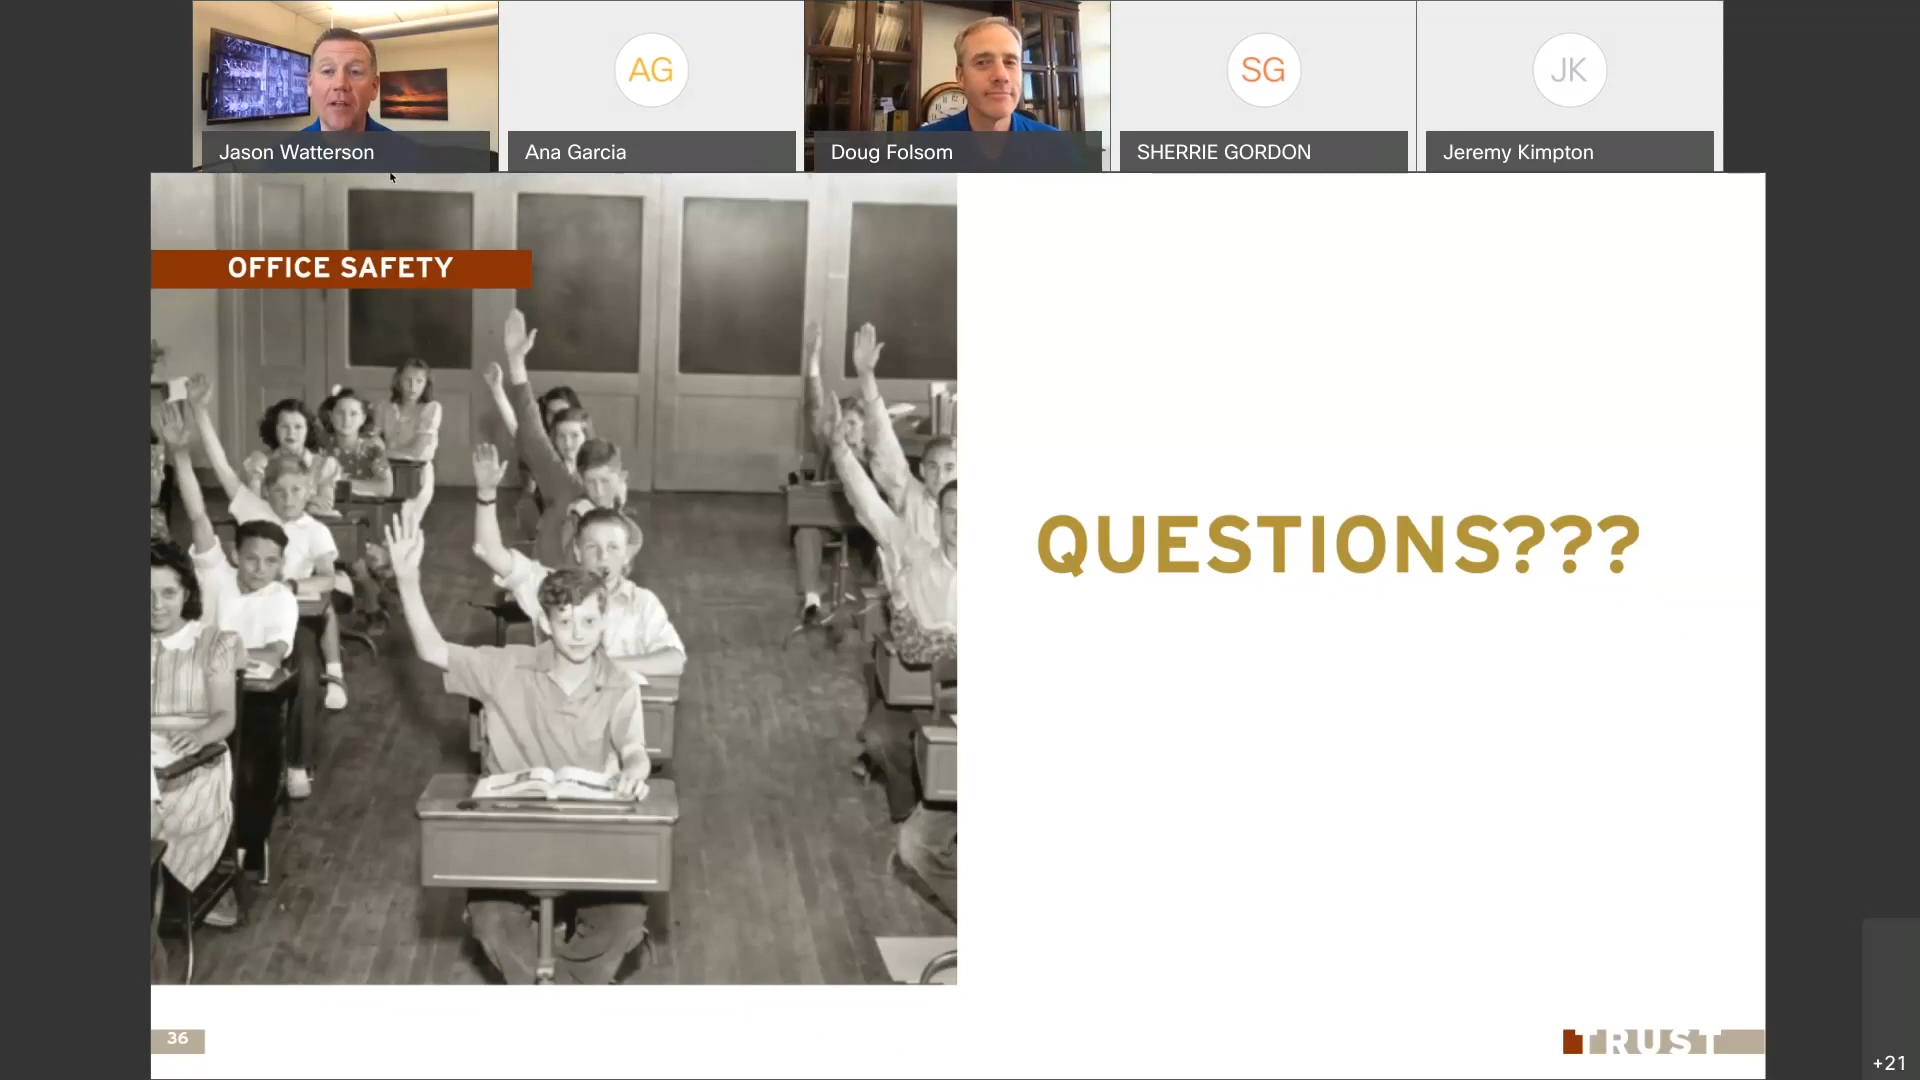 AG
SG
JK
Jason Watterson
Ana Garcia
Doug Folsom
SHERRIE GORDON
Jeremy Kimpton
OFFICE SAFETY
QUESTIONS???
36
TRUST
+21